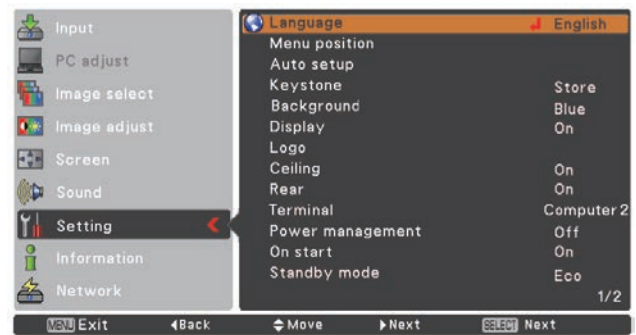 Input
PC adjust
Image select
Image adjust
Screen
Sound
Setting
Information
Network
Language English
Menu position
Auto setup
Keystone Store
Background Blue
Display On
Logo
Ceiling On
Rear On
Terminal Computer 2
Power management Off
On start On
Standby mode Eco
1/2
MENU Exit Back Move Next SELECT Next